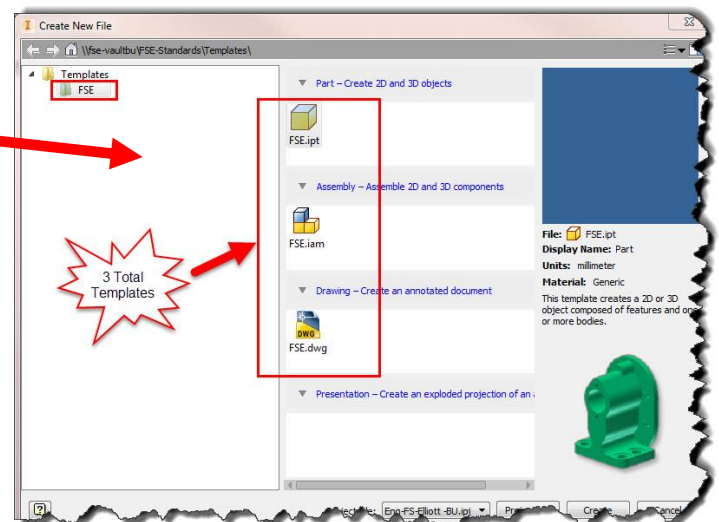 Create New File
\\fse-vaultbu\FSE-Standards\Templates\
Templates
FSE
Part – Create 2D and 3D objects
FSE.ipt
Assembly – Assemble 2D and 3D components
FSE.iam
3 Total
Templates
Drawing – Create an annotated document
DWG
FSE.dwg
Presentation – Create an exploded projection of an
File: FSE.ipt
Display Name: Part
Units: millimeter
Material: Generic
This template creates a 2D or 3D
object composed of features and one
or more bodies.
Eng-FS-Elliott -BU.ipj
Create
Cancel